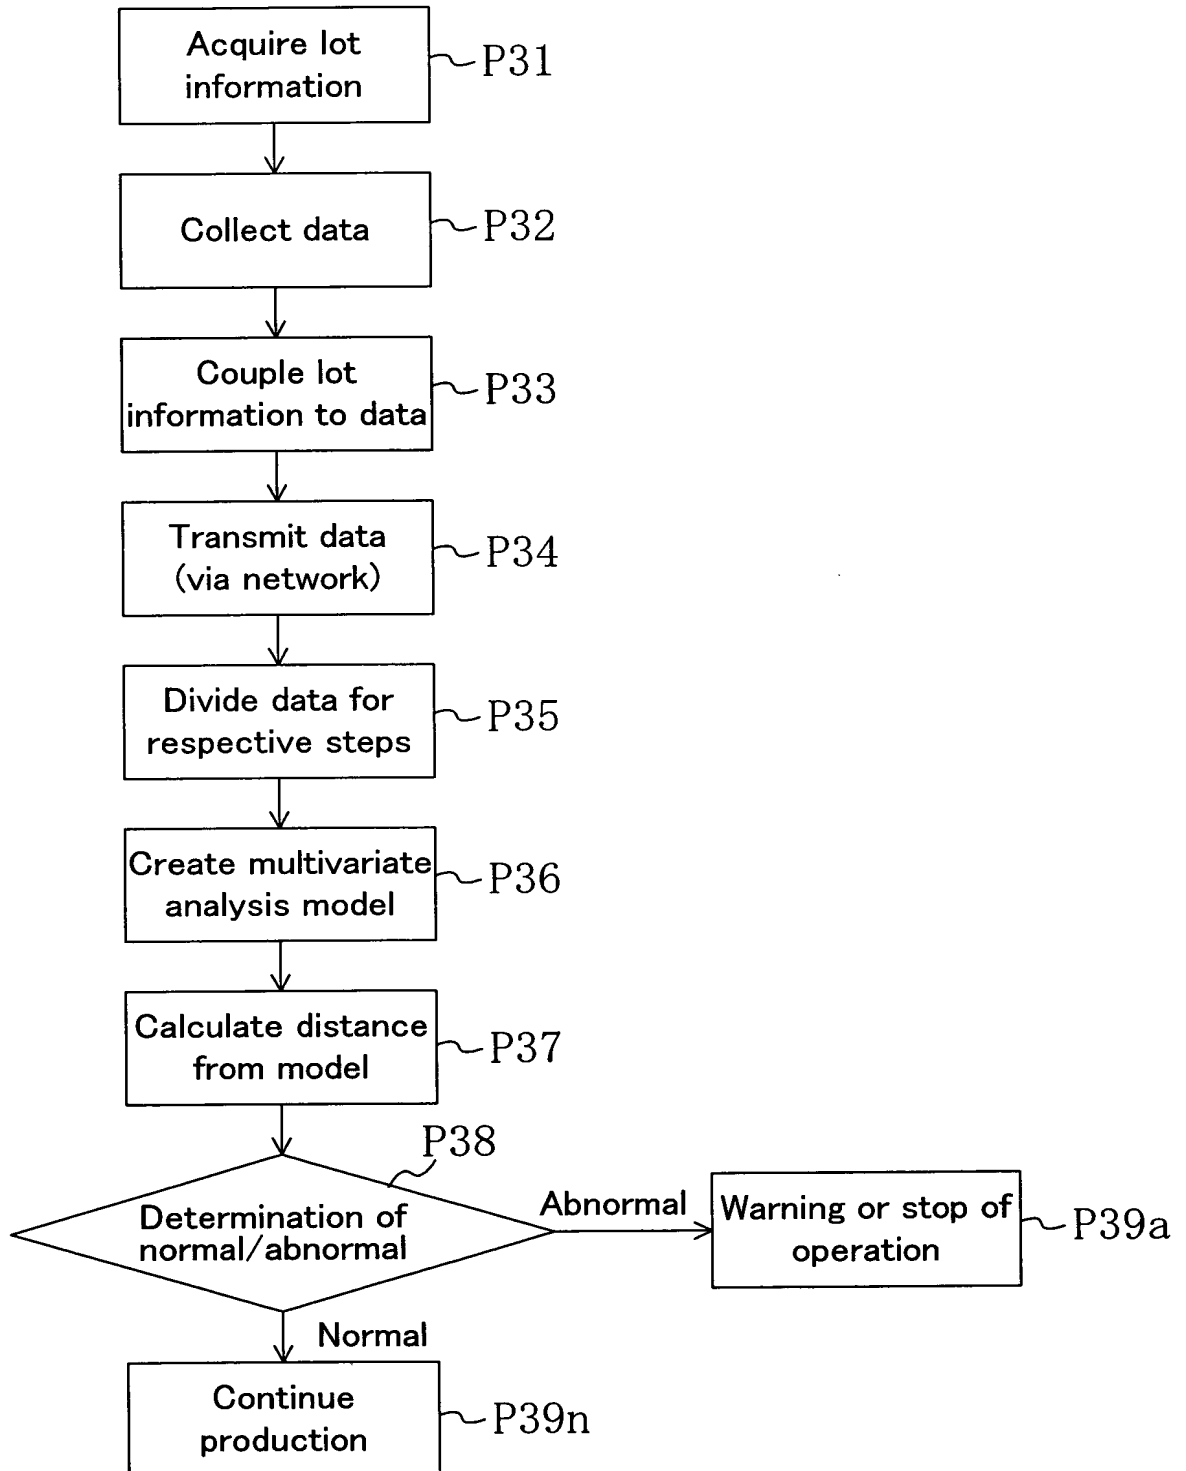 Acquire lot
information
P31
Collect data
P32
Couple lot
information to data
P33
Transmit data
(via network)
P34
Divide data for
respective steps
P35
Create multivariate
analysis model
P36
Calculate distance
from model
P37
P38
Determination of
normal/abnormal
Abnormal
Warning or stop of
operation
P39a
Normal
Continue
production
P39n